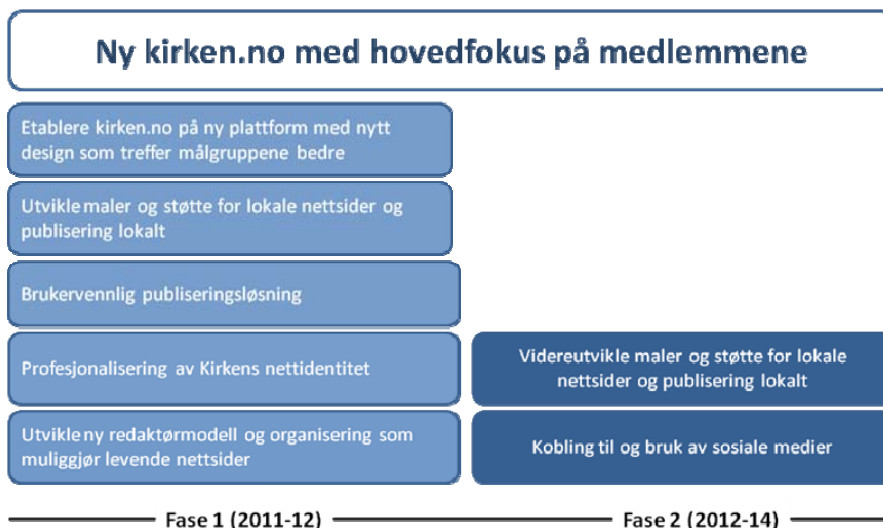 Ny kirken.no med hovedfokus på medlemmene
Etablere kirken.no på ny plattform med nytt
design som treffer målgruppene bedre
Utvikle maler og støtte for lokale nettsider og
publisering lokalt
Brukervennlig publiseringsløsning
Profesjonalisering av Kirkens nettidentitet
Utvikle ny redaktørmodell og organisering som
muliggjør levende nettsider
Videreutvikle maler og støtte for lokale
nettsider og publisering lokalt
Kobling til og bruk av sosiale medier
Fase 1 (2011-12)
Fase 2 (2012-14)